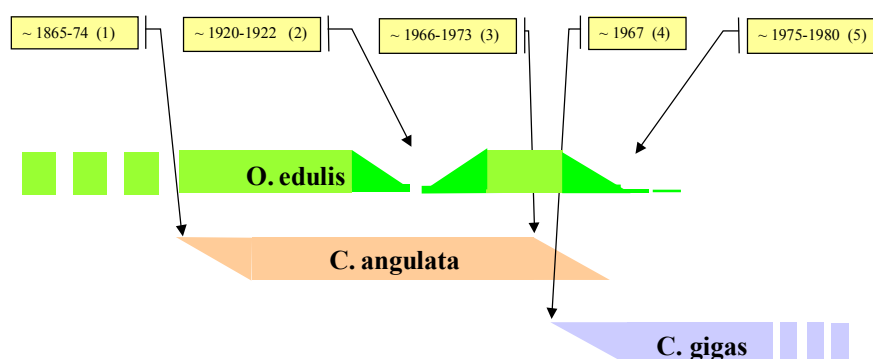 ~ 1865-74 (1)
~ 1920-1922 (2)
~ 1966-1973 (3)
~ 1967 (4)
~ 1975-1980 (5)
O. edulis
C. angulata
C. gigas